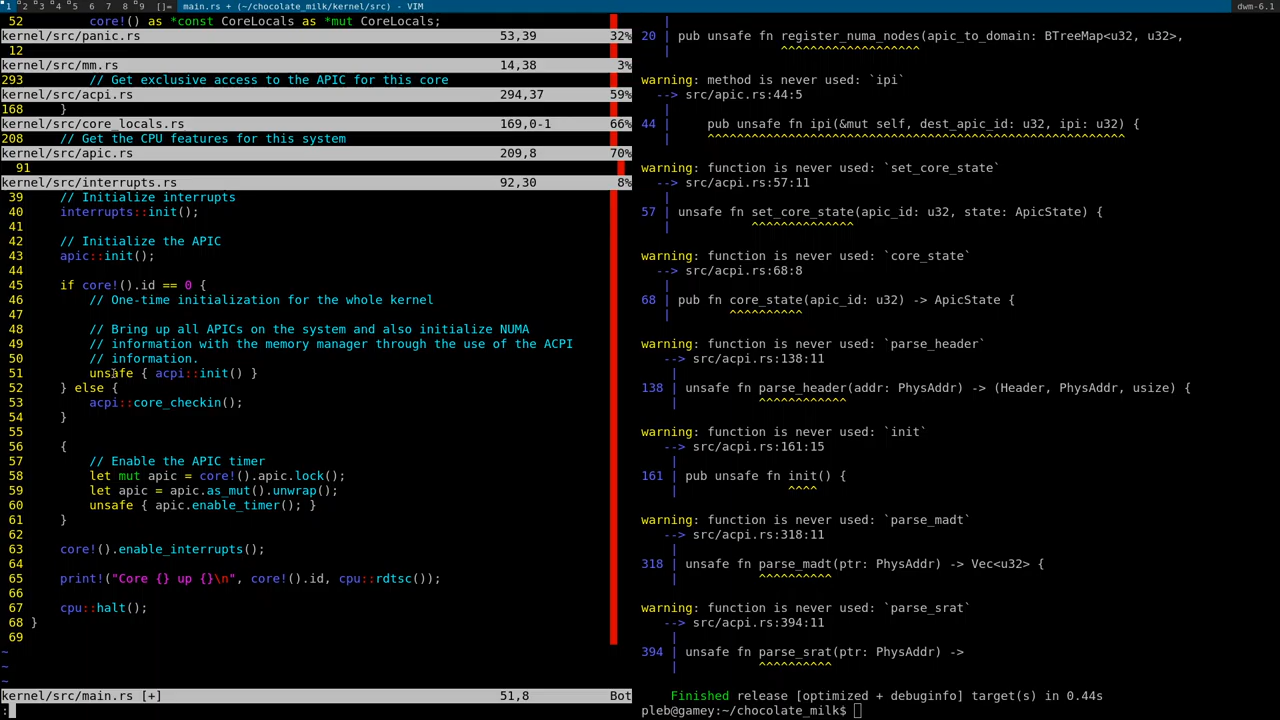 1 2 3 4 5 6 7 8 9 []= main.rs + (~/chocolate_milk/kernel/src) - VIM
dwm-6.1
52         core!() as *const CoreLocals as *mut CoreLocals;
kernel/src/panic.rs 53,39 32%
12
kernel/src/mm.rs 14,38 3%
293         // Get exclusive access to the APIC for this core
kernel/src/acpi.rs 294,37 59%
168     }
kernel/src/core_locals.rs 169,0-1 66%
208     // Get the CPU features for this system
kernel/src/apic.rs 209,8 70%
91
kernel/src/interrupts.rs 92,30 8%
39     // Initialize interrupts
40     interrupts::init();
41
42     // Initialize the APIC
43     apic::init();
44
45     if core!().id == 0 {
46         // One-time initialization for the whole kernel
47
48         // Bring up all APICs on the system and also initialize NUMA
49         // information with the memory manager through the use of the ACPI
50         // information.
51         unsafe { acpi::init() }
52     } else {
53         acpi::core_checkin();
54     }
55
56     {
57         // Enable the APIC timer
58         let mut apic = core!().apic.lock();
59         let apic = apic.as_mut().unwrap();
60         unsafe { apic.enable_timer(); }
61     }
62
63     core!().enable_interrupts();
64
65     print!("Core {} up {}\n", core!().id, cpu::rdtsc());
66
67     cpu::halt();
68 }
69
~
~
~
kernel/src/main.rs [+] 51,8 Bot
:
|
20 | pub unsafe fn register_numa_nodes(apic_to_domain: BTreeMap<u32, u32>,
|               ^^^^^^^^^^^^^^^^^^^
warning: method is never used: `ipi`
--> src/apic.rs:44:5
|
44 |     pub unsafe fn ipi(&mut self, dest_apic_id: u32, ipi: u32) {
|     ^^^^^^^^^^^^^^^^^^^^^^^^^^^^^^^^^^^^^^^^^^^^^^^^^^^^^^^^^
warning: function is never used: `set_core_state`
--> src/acpi.rs:57:11
|
57 | unsafe fn set_core_state(apic_id: u32, state: ApicState) {
|           ^^^^^^^^^^^^^^
warning: function is never used: `core_state`
--> src/acpi.rs:68:8
|
68 | pub fn core_state(apic_id: u32) -> ApicState {
|        ^^^^^^^^^^
warning: function is never used: `parse_header`
--> src/acpi.rs:138:11
|
138 | unsafe fn parse_header(addr: PhysAddr) -> (Header, PhysAddr, usize) {
|           ^^^^^^^^^^^^
warning: function is never used: `init`
--> src/acpi.rs:161:15
|
161 | pub unsafe fn init() {
|               ^^^^
warning: function is never used: `parse_madt`
--> src/acpi.rs:318:11
|
318 | unsafe fn parse_madt(ptr: PhysAddr) -> Vec<u32> {
|           ^^^^^^^^^^
warning: function is never used: `parse_srat`
--> src/acpi.rs:394:11
|
394 | unsafe fn parse_srat(ptr: PhysAddr) ->
|           ^^^^^^^^^^
Finished release [optimized + debuginfo] target(s) in 0.44s
pleb@gamey:~/chocolate_milk$